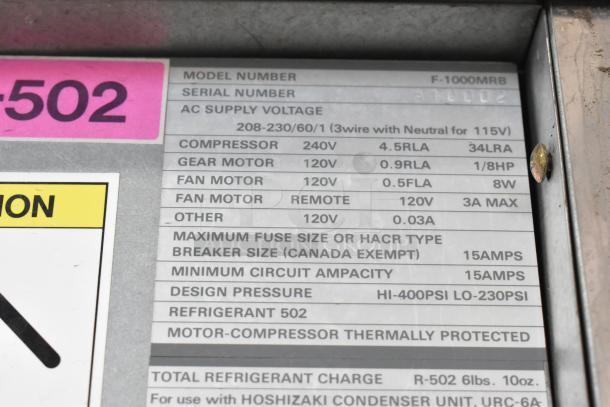 -502
ION
MODEL NUMBER F-1000MRB
SERIAL NUMBER
AC SUPPLY VOLTAGE
208-230/60/1 (3wire with Neutral for 115V)
COMPRESSOR 240V 4.5RLA 34LRA
GEAR MOTOR 120V 0.9RLA 1/8HP
FAN MOTOR 120V 0.5FLA 8W
FAN MOTOR REMOTE 120V 3A MAX
OTHER 120V 0.03A
MAXIMUM FUSE SIZE OR HACR TYPE
BREAKER SIZE (CANADA EXEMPT) 15AMPS
MINIMUM CIRCUIT AMPACITY 15AMPS
DESIGN PRESSURE HI-400PSI LO-230PSI
REFRIGERANT 502
MOTOR-COMPRESSOR THERMALLY PROTECTED
TOTAL REFRIGERANT CHARGE R-502 6lbs. 10oz.
For use with HOSHIZAKI CONDENSER UNIT, URC-6A